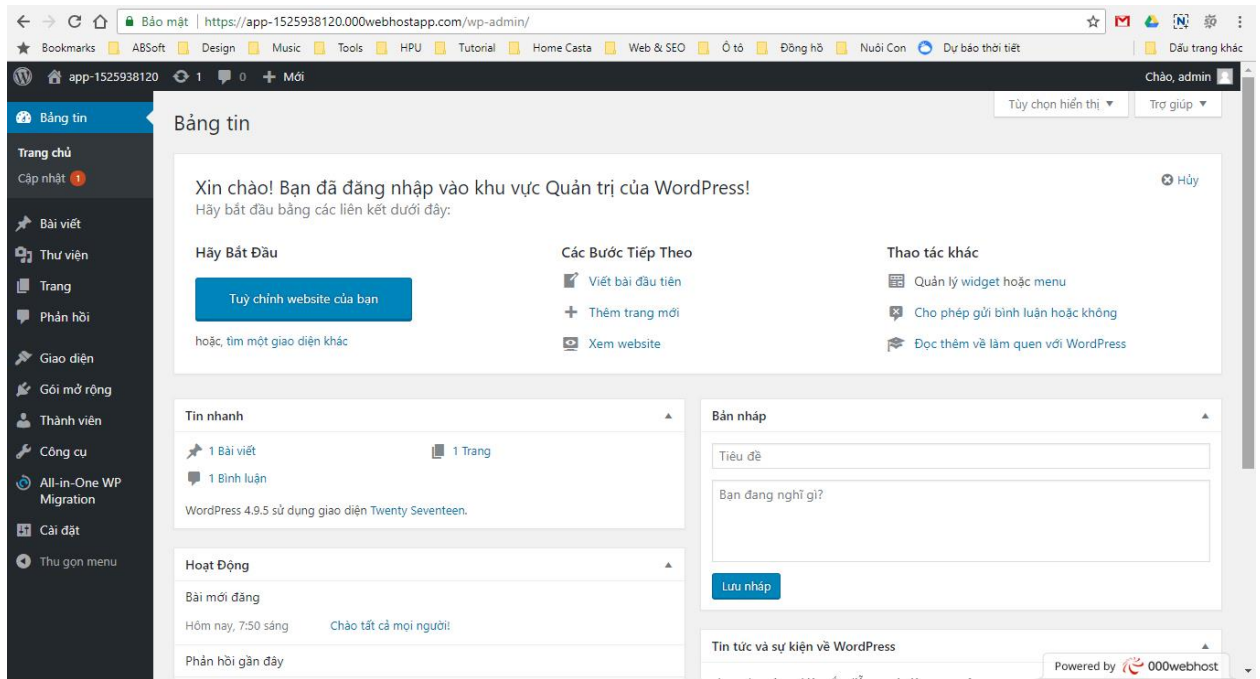 Bảo mật | https://app-1525938120.000webhostapp.com/wp-admin/
Bookmarks ABSoft Design Music Tools HPU Tutorial Home Casta Web & SEO Ô tô Đồng hồ Nuôi Con Dự báo thời tiết Dấu trang khác
app-1525938120 1 0 Mới Chào, admin
Tùy chọn hiển thị ▼ Trợ giúp ▼
Bảng tin
Trang chủ
Cập nhật 1
Bài viết
Thư viện
Trang
Phản hồi
Giao diện
Gói mở rộng
Thành viên
Công cụ
All-in-One WP
Migration
Cài đặt
Thu gọn menu
Bảng tin
Xin chào! Bạn đã đăng nhập vào khu vực Quản trị của WordPress!
Hủy
Hãy bắt đầu bằng các liên kết dưới đây:
Hãy Bắt Đầu
Tuỳ chỉnh website của bạn
hoặc, tìm một giao diện khác
Các Bước Tiếp Theo
Viết bài đầu tiên
Thêm trang mới
Xem website
Thao tác khác
Quản lý widget hoặc menu
Cho phép gửi bình luận hoặc không
Đọc thêm về làm quen với WordPress
Tin nhanh
1 Bài viết 1 Trang
1 Bình luận
WordPress 4.9.5 sử dụng giao diện Twenty Seventeen.
Hoạt Động
Bài mới đăng
Hôm nay, 7:50 sáng Chào tất cả mọi người!
Phản hồi gần đây
Bản nháp
Tiêu đề
Bạn đang nghĩ gì?
Lưu nháp
Tin tức và sự kiện về WordPress
Powered by 000webhost